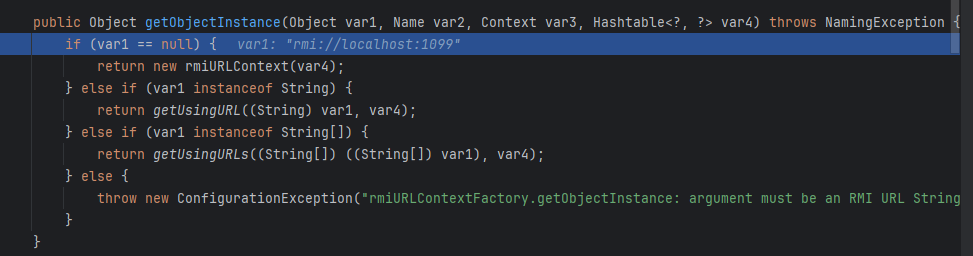 public Object getObjectInstance(Object var1, Name var2, Context var3, Hashtable<?, ?> var4) throws NamingException {
if (var1 == null) { var1: "rmi://localhost:1099"
return new rmiURLContext(var4);
} else if (var1 instanceof String) {
return getUsingURL((String) var1, var4);
} else if (var1 instanceof String[]) {
return getUsingURLs((String[]) ((String[]) var1), var4);
} else {
throw new ConfigurationException("rmiURLContextFactory.getObjectInstance: argument must be an RMI URL String
}
}